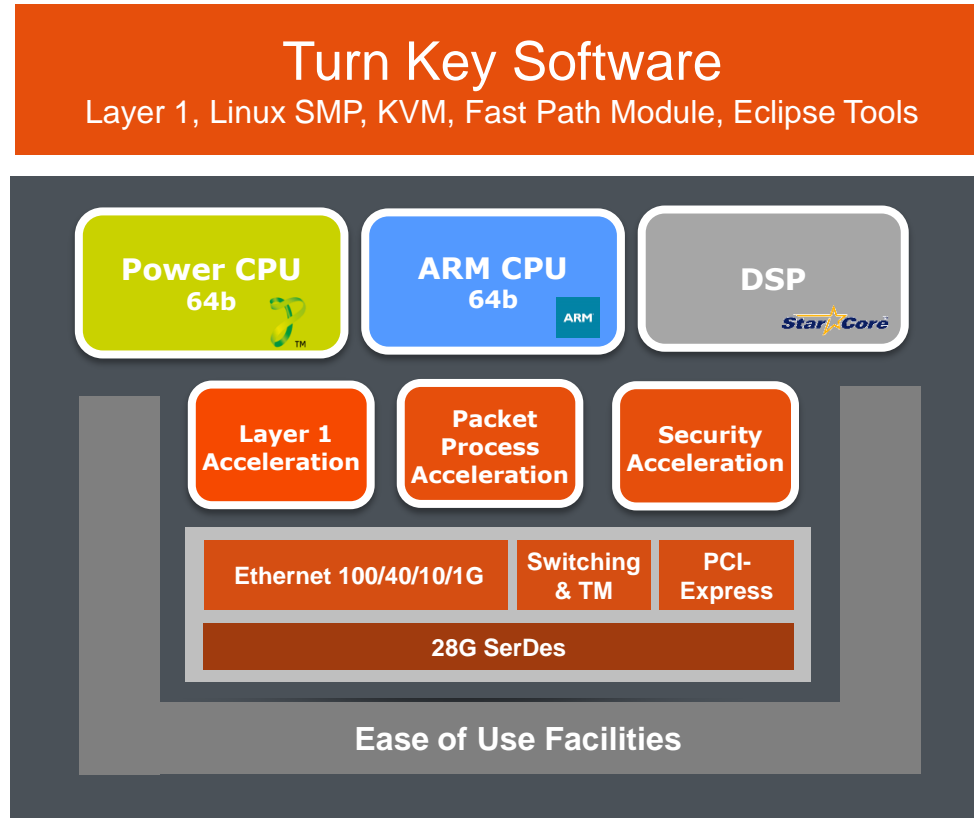 Turn Key Software
Layer 1, Linux SMP, KVM, Fast Path Module, Eclipse Tools
Power CPU
64b
TM
ARM CPU
64b
ARM
DSP
StarCore
Layer 1
Acceleration
Packet
Process
Acceleration
Security
Acceleration
Ethernet 100/40/10/1G
Switching
& TM
PCI-
Express
28G SerDes
Ease of Use Facilities